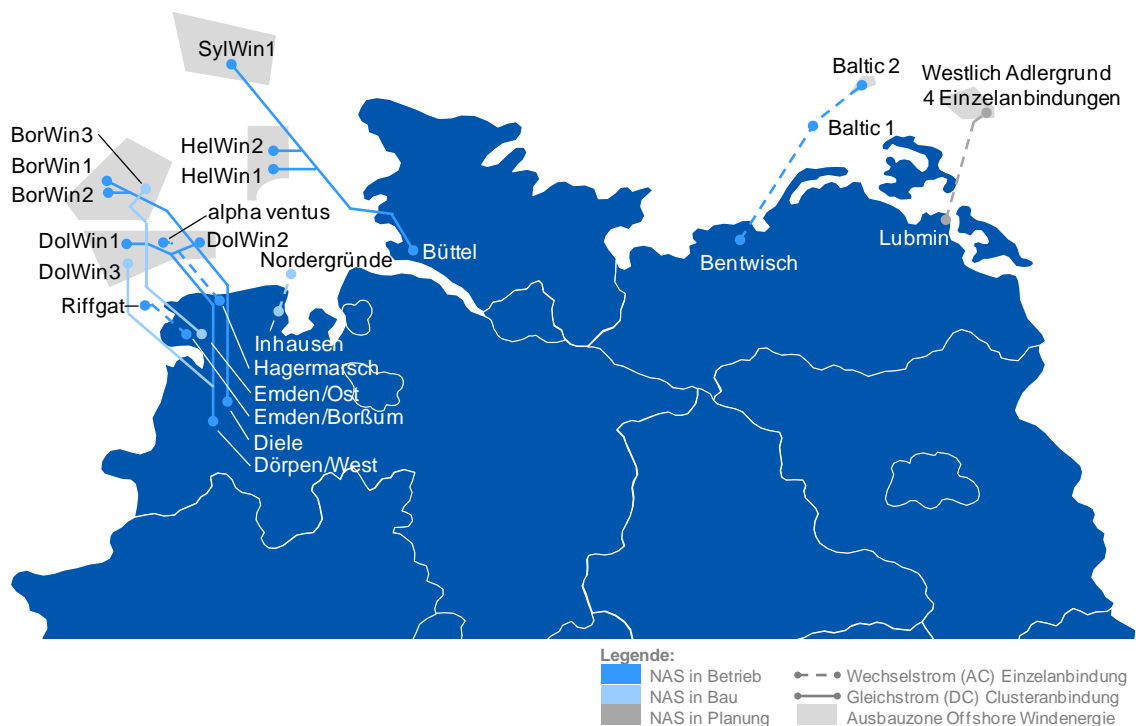 SylWin1
Baltic 2
Westlich Adlergrund
4 Einzelanbindungen
BorWin3
Baltic 1
HelWin2
BorWin1
HelWin1
BorWin2
alpha ventus
DolWin1
DolWin2
Lubmin
Büttel
Nordergründe
Bentwisch
DolWin3
Riffgat
Inhausen
Hagermarsch
Emden/Ost
Emden/Borßum
Diele
Dörpen/West
Legende:
NAS in Betrieb
NAS in Bau
NAS in Planung
Wechselstrom (AC) Einzelanbindung
Gleichstrom (DC) Clusteranbindung
Ausbauzone Offshore Windenergie